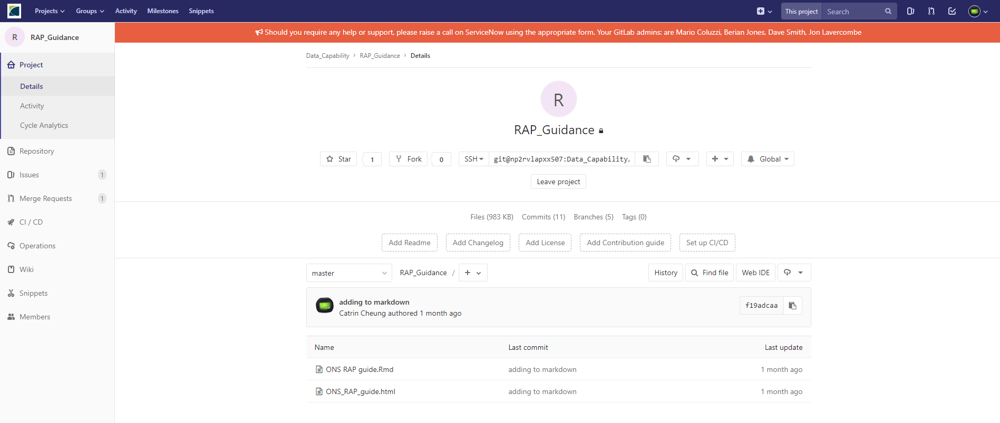 Projects Groups Activity Milestones Snippets This project Search
R RAP_Guidance
Should you require any help or support, please raise a call on ServiceNow using the appropriate form. Your GitLab admins: are Mario Coluzzi, Berian Jones, Dave Smith, Jon Lavercombe
Project
Details
Activity
Cycle Analytics
Repository
Issues 1
Merge Requests 1
CI / CD
Operations
Wiki
Snippets
Members
Data_Capability > RAP_Guidance > Details
R
RAP_Guidance
Star 1 Fork 0 SSH git@np2rvlapxx507:Data_Capability/ + Global
Leave project
Files (983 KB) Commits (11) Branches (5) Tags (0)
Add Readme Add Changelog Add License Add Contribution guide Set up CI/CD
master RAP_Guidance / + History Find file Web IDE
adding to markdown
Catrin Cheung authored 1 month ago
f19adcaa
Name Last commit Last update
ONS RAP guide.Rmd adding to markdown 1 month ago
ONS_RAP_guide.html adding to markdown 1 month ago